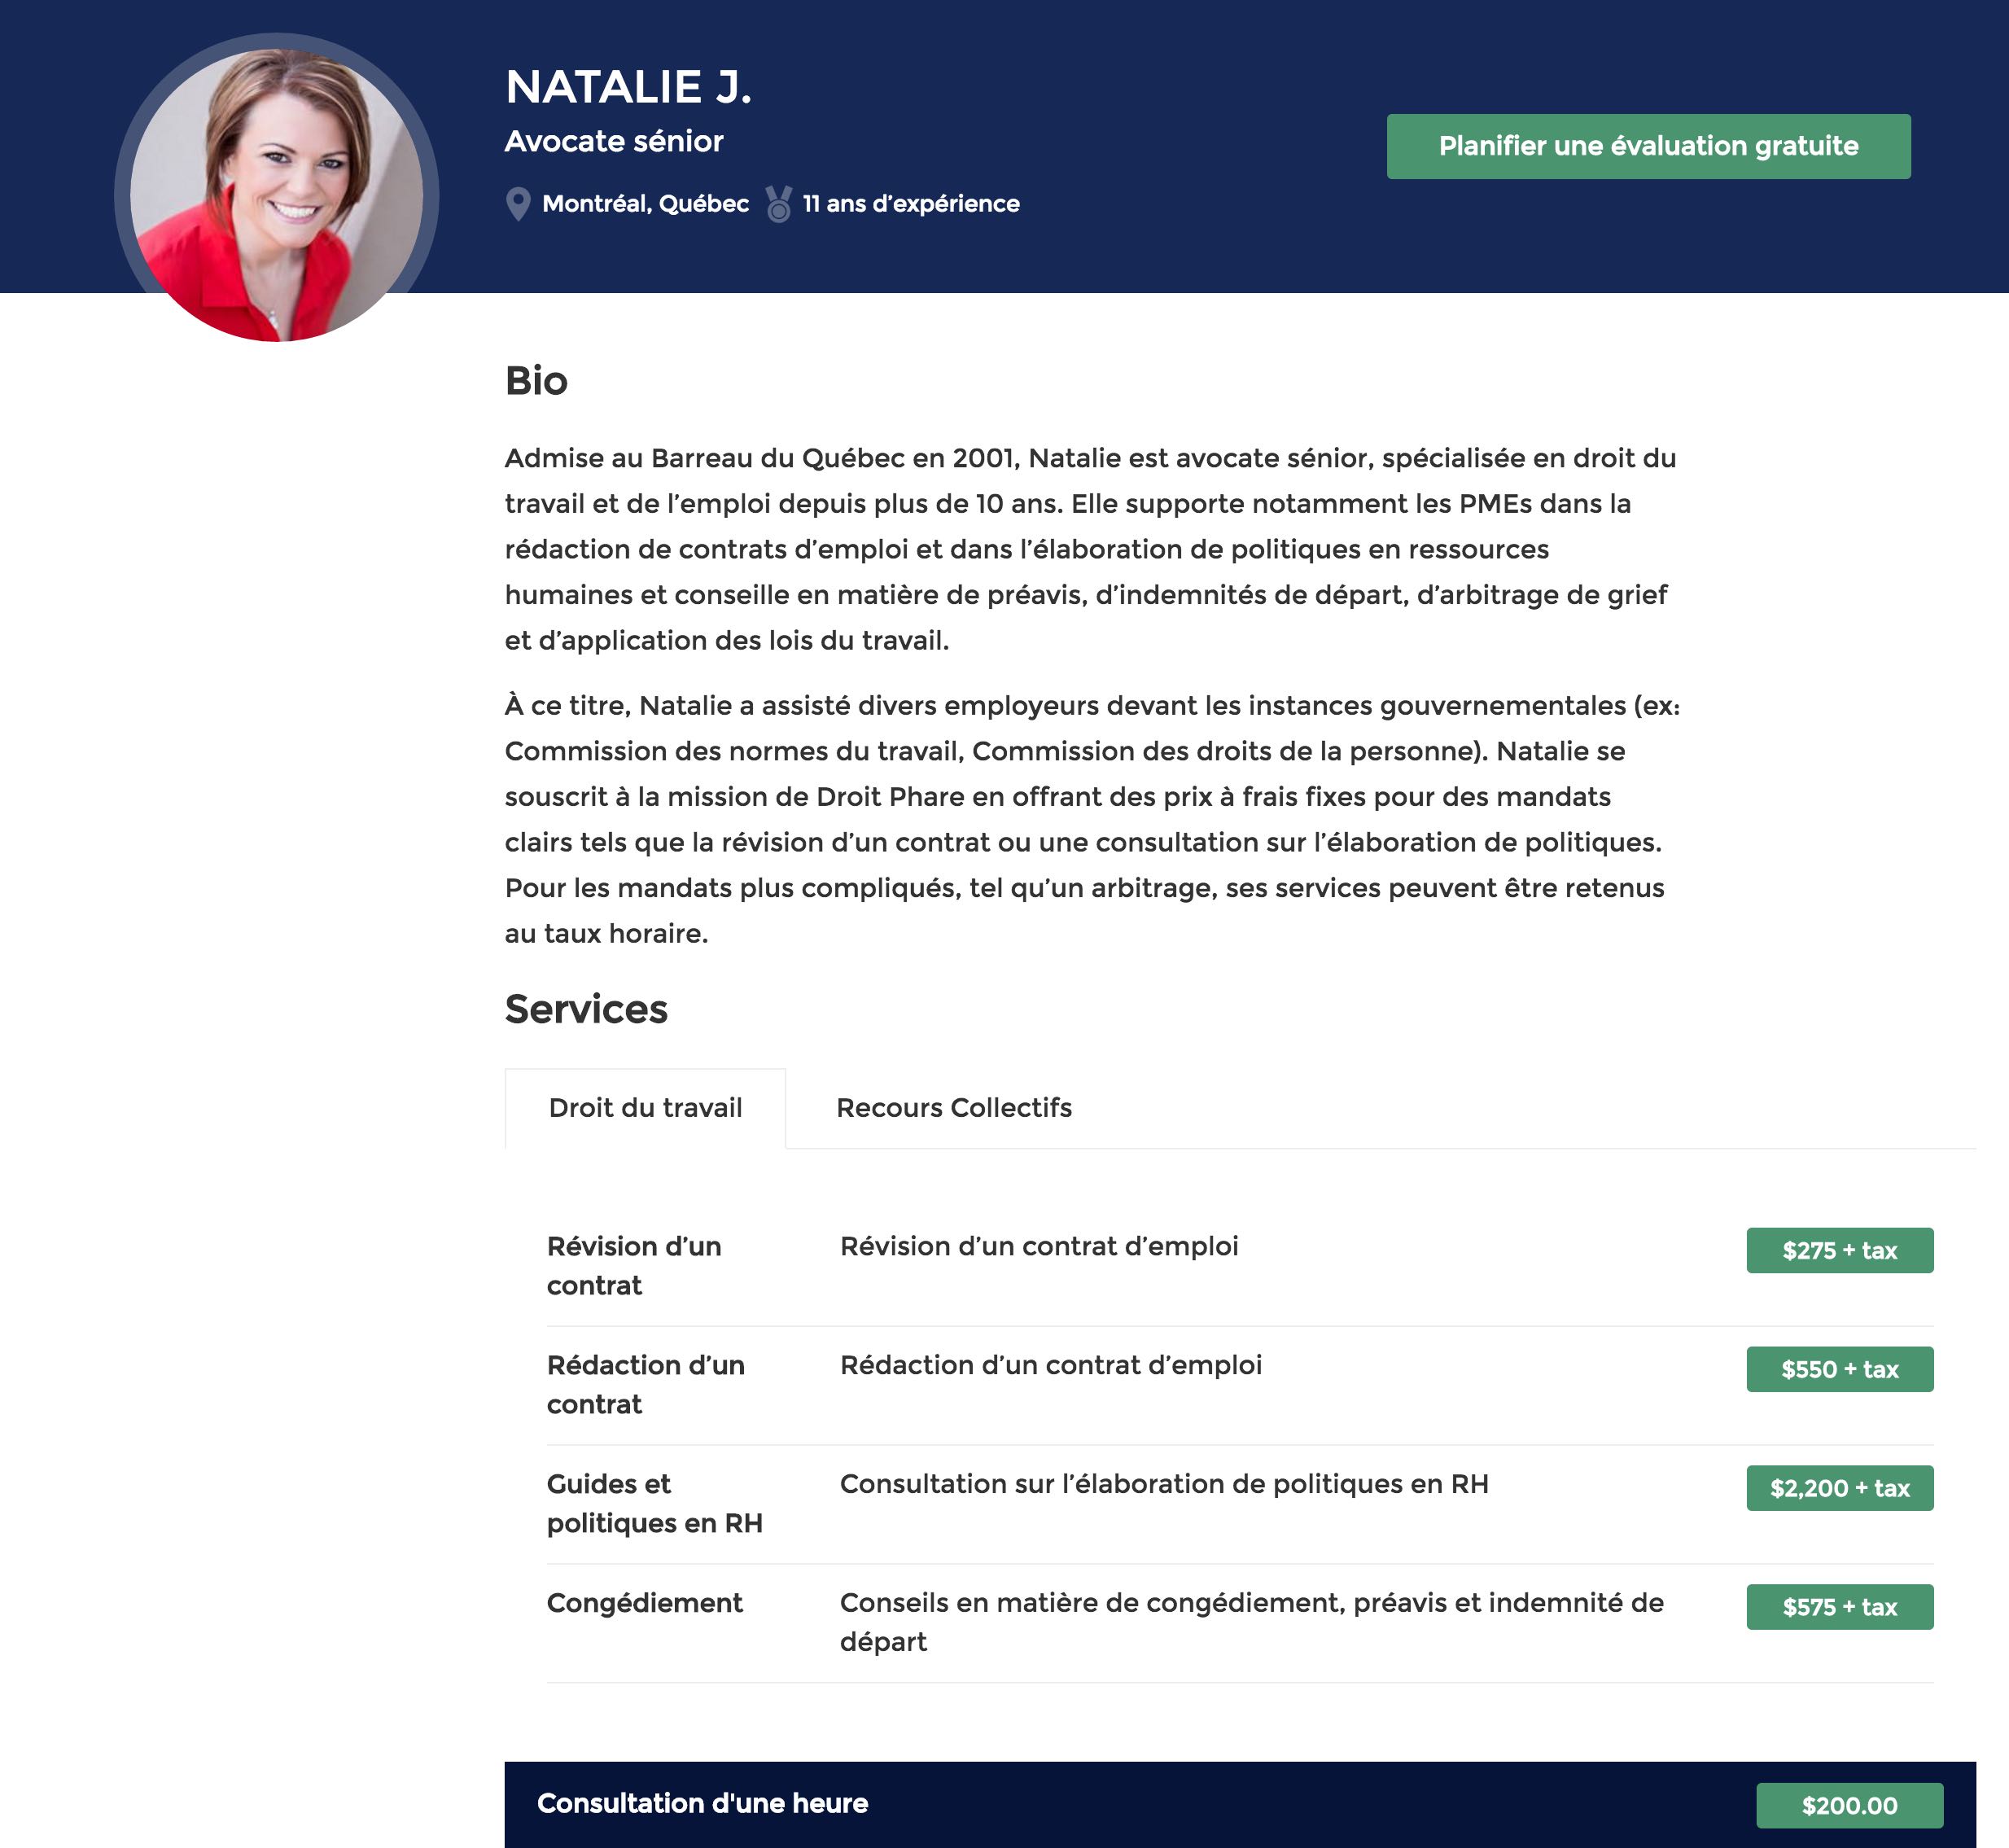 NATALIE J.
Avocate sénior
Montréal, Québec 11 ans d’expérience
Planifier une évaluation gratuite
Bio
Admise au Barreau du Québec en 2001, Natalie est avocate sénior, spécialisée en droit du
travail et de l’emploi depuis plus de 10 ans. Elle supporte notamment les PMEs dans la
rédaction de contrats d’emploi et dans l’élaboration de politiques en ressources
humaines et conseille en matière de préavis, d’indemnités de départ, d’arbitrage de grief
et d’application des lois du travail.
À ce titre, Natalie a assisté divers employeurs devant les instances gouvernementales (ex:
Commission des normes du travail, Commission des droits de la personne). Natalie se
souscrit à la mission de Droit Phare en offrant des prix à frais fixes pour des mandats
clairs tels que la révision d’un contrat ou une consultation sur l’élaboration de politiques.
Pour les mandats plus compliqués, tel qu’un arbitrage, ses services peuvent être retenus
au taux horaire.
Services
Droit du travail Recours Collectifs
Révision d’un
contrat
Révision d’un contrat d’emploi
$275 + tax
Rédaction d’un
contrat
Rédaction d’un contrat d’emploi
$550 + tax
Guides et
politiques en RH
Consultation sur l’élaboration de politiques en RH
$2,200 + tax
Congédiement
Conseils en matière de congédiement, préavis et indemnité de
départ
$575 + tax
Consultation d'une heure
$200.00